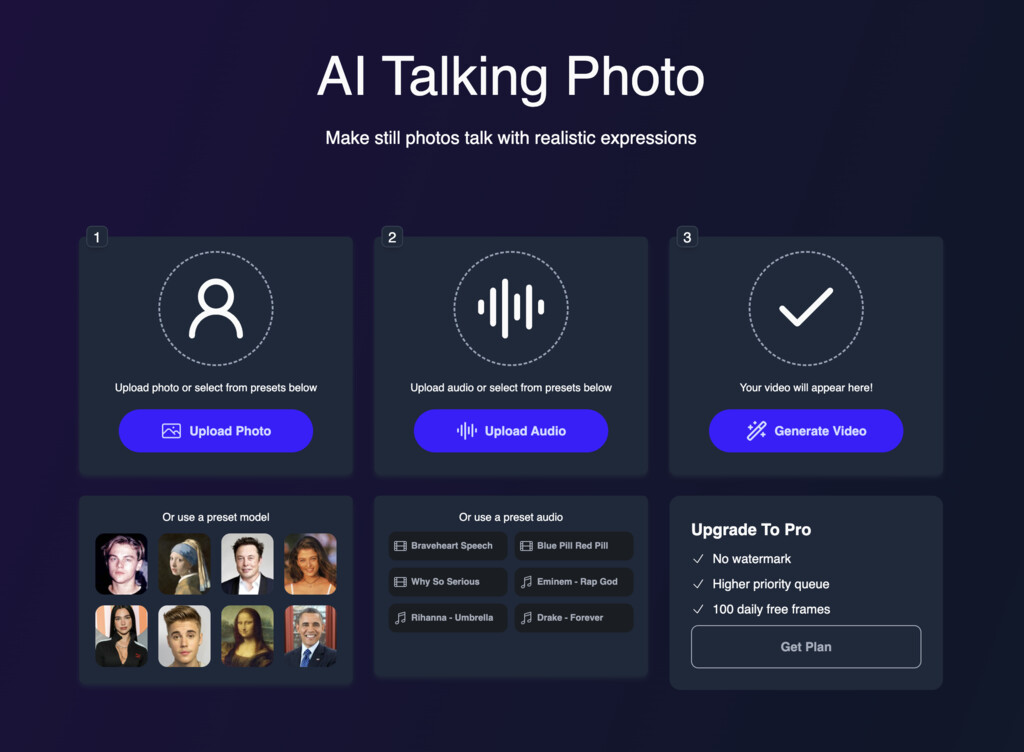 AI Talking Photo
Make still photos talk with realistic expressions
1
Upload photo or select from presets below
Upload Photo
2
Upload audio or select from presets below
Upload Audio
3
Your video will appear here!
Generate Video
Or use a preset model
Or use a preset audio
Braveheart Speech
Blue Pill Red Pill
Why So Serious
Eminem - Rap God
Rihanna - Umbrella
Drake - Forever
Upgrade To Pro
No watermark
Higher priority queue
100 daily free frames
Get Plan